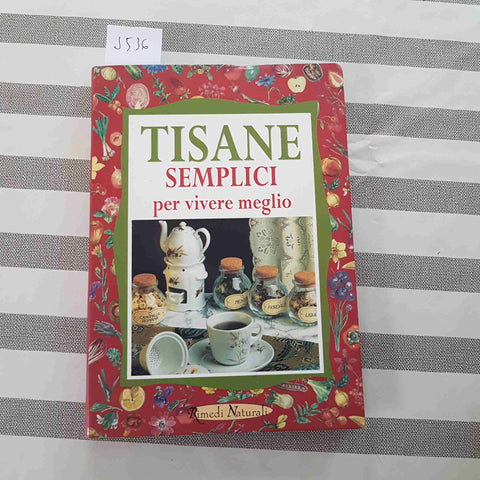 J536
TISANE
SEMPLICI
per vivere meglio
Rimedi Naturali